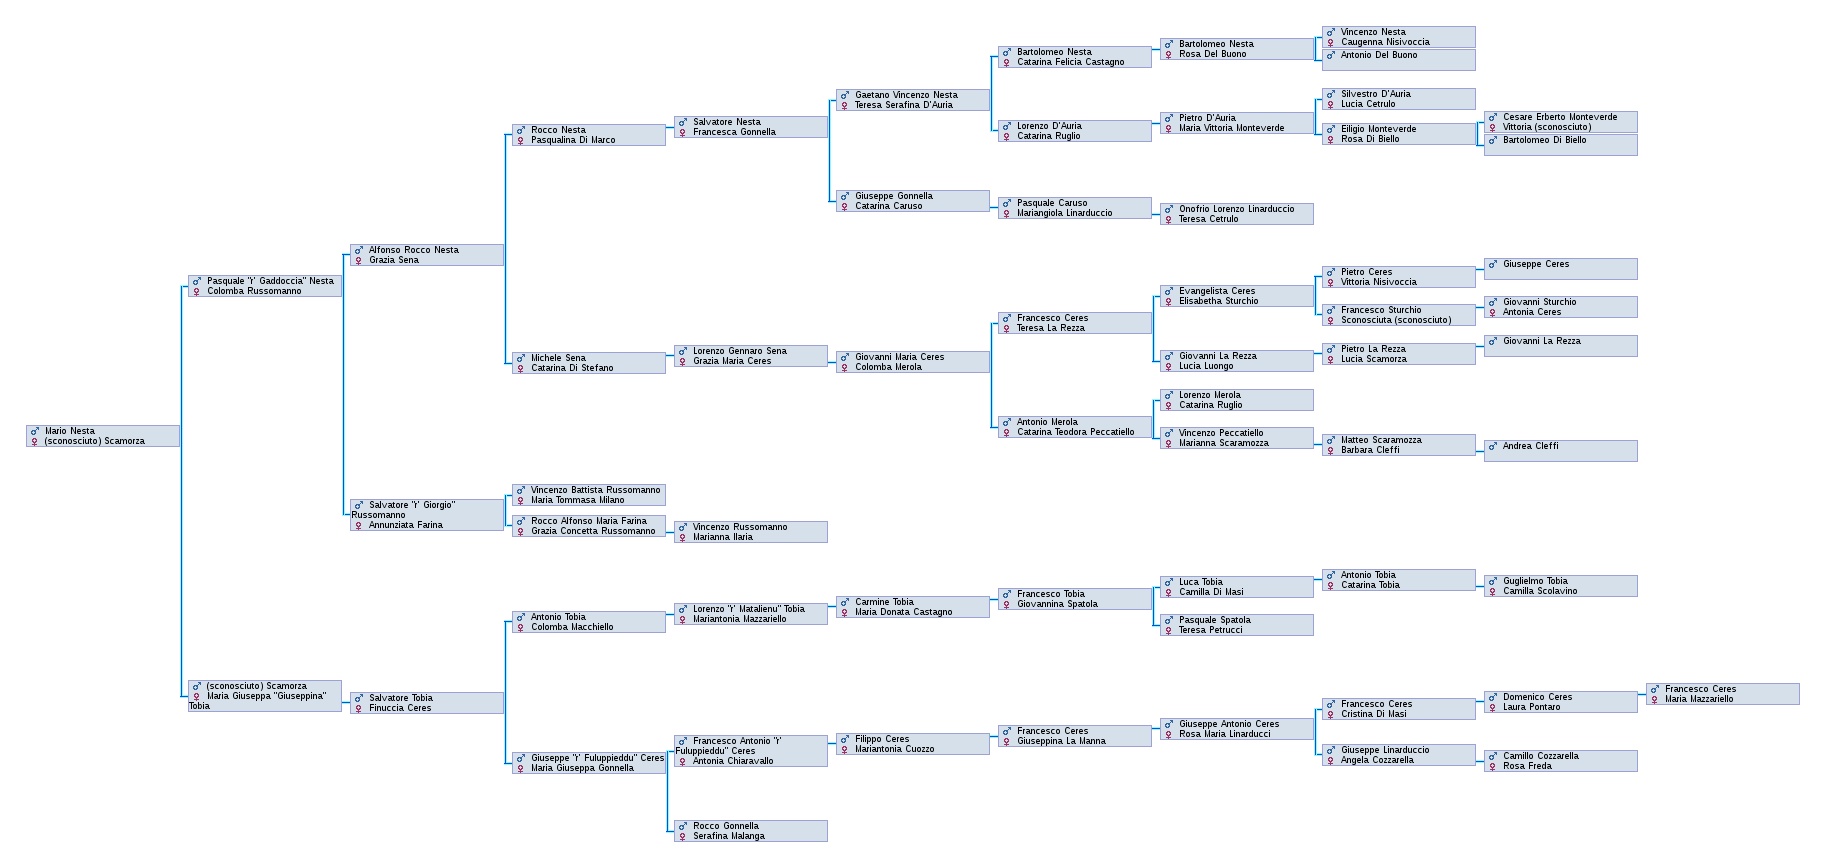 Mario Nesta
(sconosciuto) Scamorza
Pasquale "r' Gaddoccia" Nesta
Colomba Russomanno
(sconosciuto) Scamorza
Maria Giuseppa "Giuseppina"
Tobia
Alfonso Rocco Nesta
Grazia Sena
Salvatore "r' Giorgio"
Russomanno
Annunziata Farina
Salvatore Tobia
Finuccia Ceres
Rocco Nesta
Pasqualina Di Marco
Michele Sena
Catarina Di Stefano
Vincenzo Battista Russomanno
Maria Tommasa Milano
Rocco Alfonso Maria Farina
Grazia Concetta Russomanno
Antonio Tobia
Colomba Macchiello
Giuseppe "r' Fuluppieddu" Ceres
Maria Giuseppa Gonnella
Salvatore Nesta
Francesca Gonnella
Lorenzo Gennaro Sena
Grazia Maria Ceres
Vincenzo Russomanno
Marianna Ilaria
Lorenzo "r' Matalienu" Tobia
Mariantonia Mazzariello
Francesco Antonio "r'
Fuluppieddu" Ceres
Antonia Chiaravallo
Rocco Gonnella
Serafina Malanga
Gaetano Vincenzo Nesta
Teresa Serafina D'Auria
Giuseppe Gonnella
Catarina Caruso
Giovanni Maria Ceres
Colomba Merola
Carmine Tobia
Maria Donata Castagno
Filippo Ceres
Mariantonia Cuozzo
Bartolomeo Nesta
Catarina Felicia Castagno
Lorenzo D'Auria
Catarina Ruglio
Pasquale Caruso
Mariangiola Linarduccio
Francesco Ceres
Teresa La Rezza
Antonio Merola
Catarina Teodora Peccatiello
Francesco Tobia
Giovannina Spatola
Francesco Ceres
Giuseppina La Manna
Bartolomeo Nesta
Rosa Del Buono
Pietro D'Auria
Maria Vittoria Monteverde
Onofrio Lorenzo Linarduccio
Teresa Cetrulo
Evangelista Ceres
Elisabetha Sturchio
Giovanni La Rezza
Lucia Luongo
Lorenzo Merola
Catarina Ruglio
Vincenzo Peccatiello
Marianna Scaramozza
Luca Tobia
Camilla Di Masi
Pasquale Spatola
Teresa Petrucci
Giuseppe Antonio Ceres
Rosa Maria Linarducci
Vincenzo Nesta
Caugenna Nisivoccia
Antonio Del Buono
Silvestro D'Auria
Lucia Cetrulo
Eiligio Monteverde
Rosa Di Biello
Pietro Ceres
Vittoria Nisivoccia
Francesco Sturchio
Sconosciuta (sconosciuto)
Pietro La Rezza
Lucia Scamorza
Matteo Scaramozza
Barbara Cleffi
Antonio Tobia
Catarina Tobia
Francesco Ceres
Cristina Di Masi
Giuseppe Linarduccio
Angela Cozzarella
Cesare Erberto Monteverde
Vittoria (sconosciuto)
Bartolomeo Di Biello
Giuseppe Ceres
Giovanni Sturchio
Antonia Ceres
Giovanni La Rezza
Andrea Cleffi
Guglielmo Tobia
Camilla Scolavino
Domenico Ceres
Laura Pontaro
Camillo Cozzarella
Rosa Freda
Francesco Ceres
Maria Mazzariello